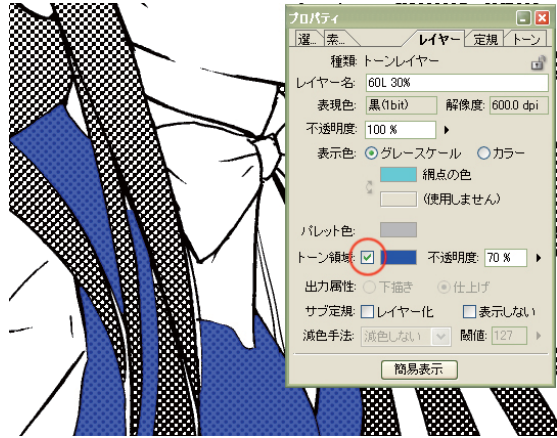 プロパティ
選... 素... レイヤー 定規 トーン
種類: トーンレイヤー
レイヤー名: 60L 30%
表現色: 黒(1bit) 解像度: 600.0 dpi
不透明度: 100 %
表示色: グレースケール カラー
網点の色
(使用しません)
パレット色:
トーン領域: 不透明度: 70 %
出力属性: 下描き 仕上げ
サブ定規: レイヤー化 表示しない
減色手法: 減色しない 閾値: 127
簡易表示